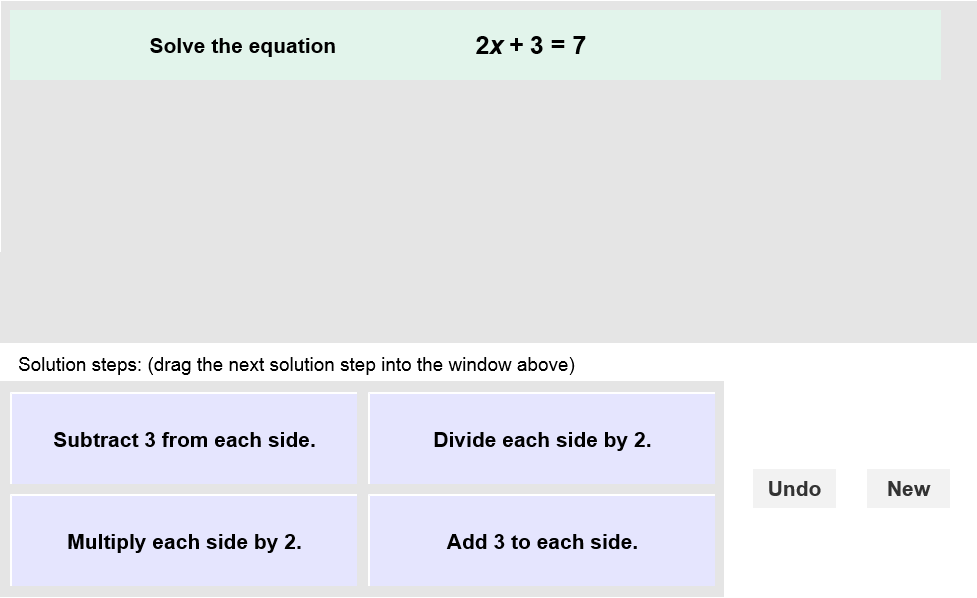 Solve the equation 2x + 3 = 7
Solution steps: (drag the next solution step into the window above)
Subtract 3 from each side. Divide each side by 2.
Undo New
Multiply each side by 2. Add 3 to each side.